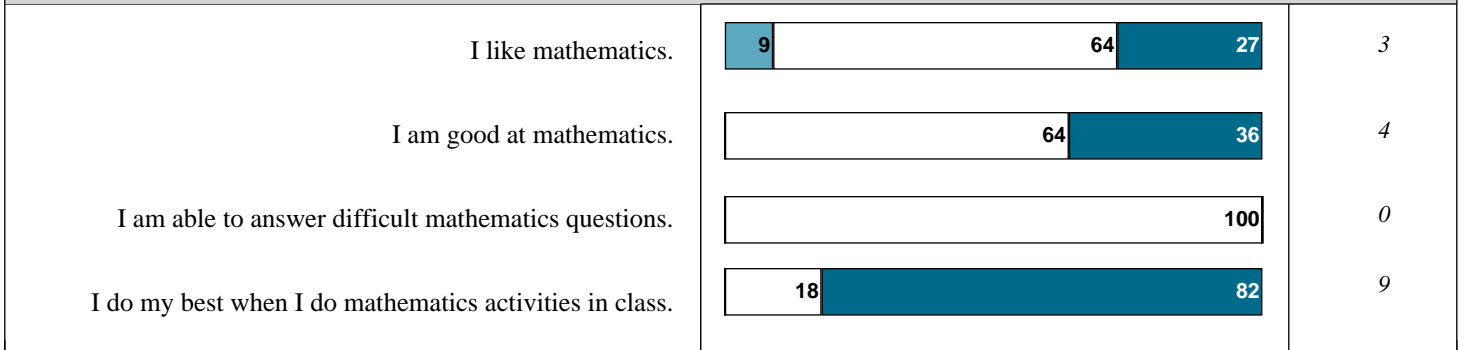 I like mathematics. 9 64 27 3
I am good at mathematics. 64 36 4
I am able to answer difficult mathematics questions. 100 0
I do my best when I do mathematics activities in class. 18 82 9